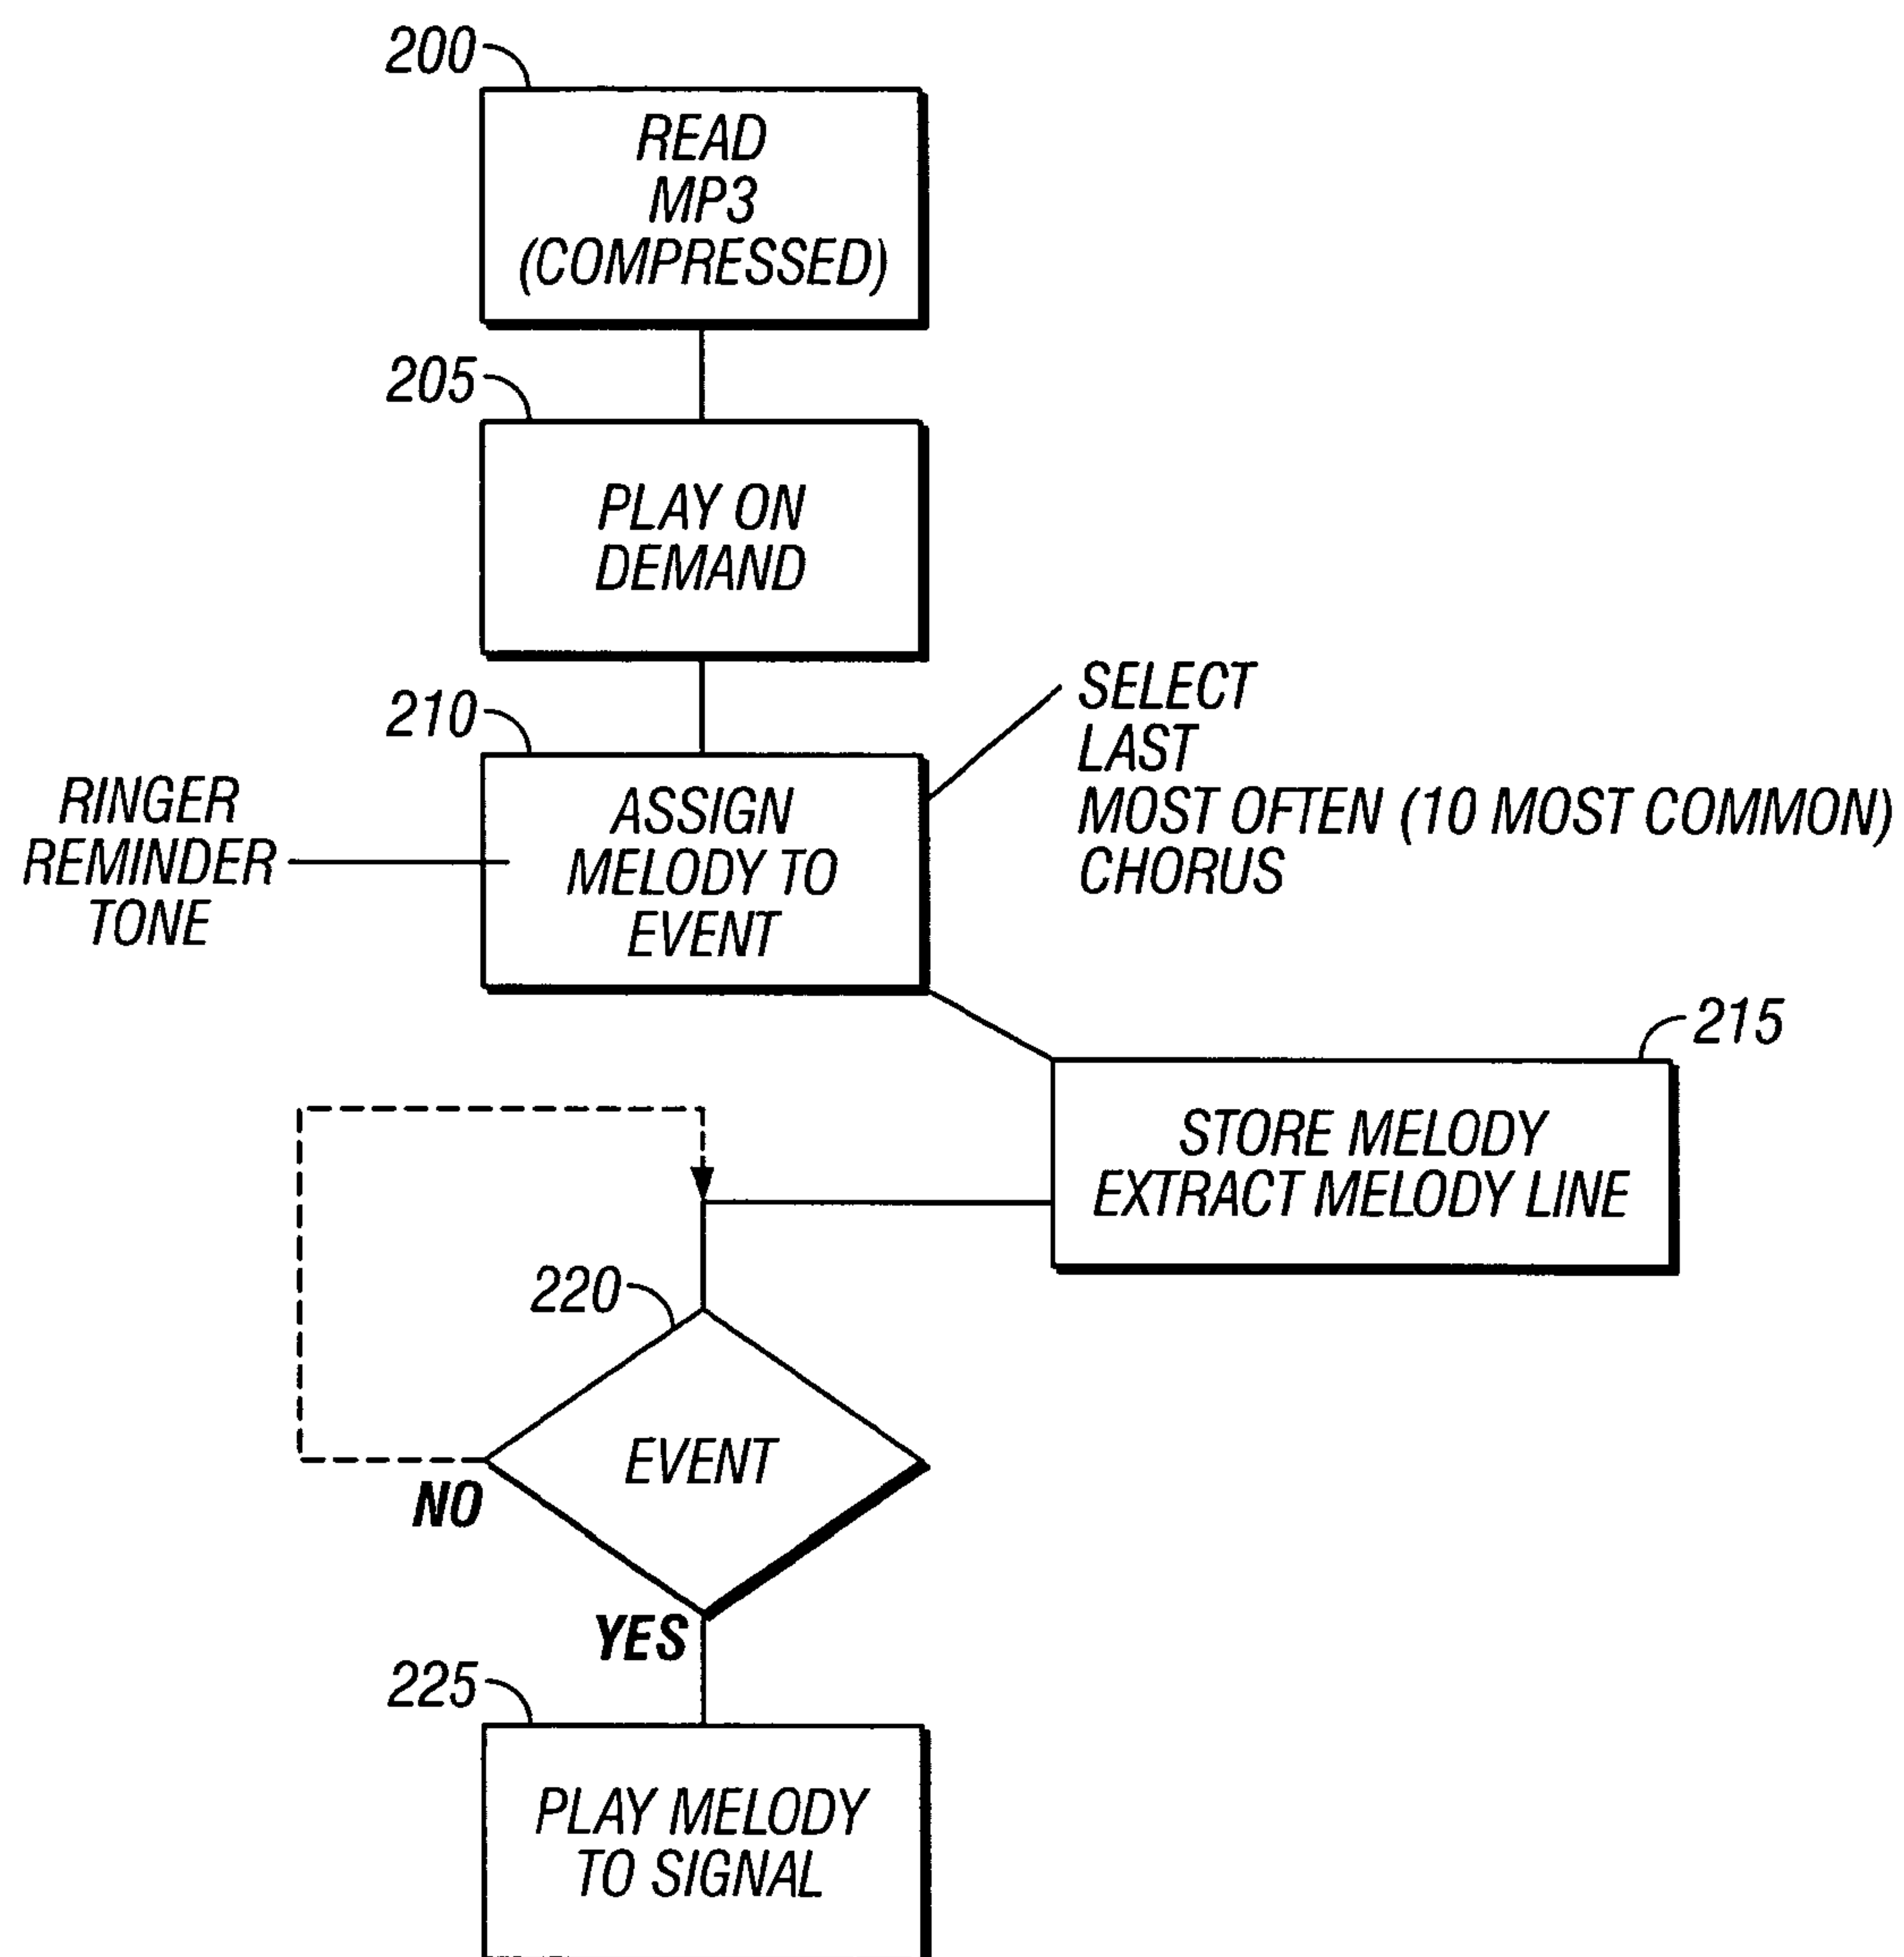 200
READ
MP3
(COMPRESSED)
205
PLAY ON
DEMAND
210
ASSIGN
MELODY TO
EVENT
RINGER
REMINDER
TONE
SELECT
LAST
MOST OFTEN (10 MOST COMMON)
CHORUS
215
STORE MELODY
EXTRACT MELODY LINE
220
EVENT
NO
YES
225
PLAY MELODY
TO SIGNAL